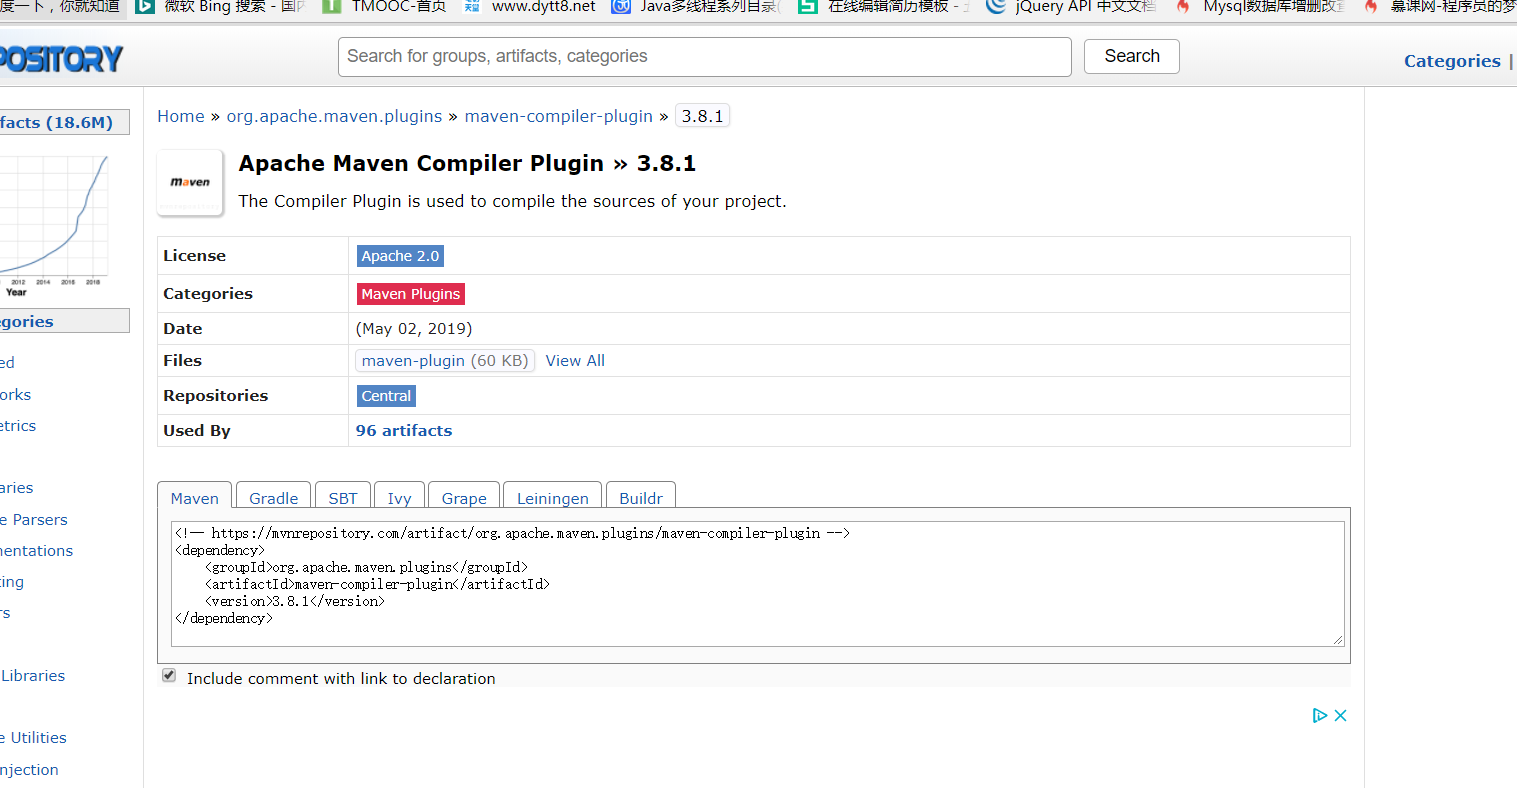 度一下，你就知道 微软 Bing 搜索 - 国 TMOOC-首页 www.dytt8.net Java多线程系列目录( 在线编辑简历模板 - jQuery API 中文文档 Mysql数据库增删改查 慕课网-程序员的梦
POSITORY
Search for groups, artifacts, categories
Search
Categories |
facts (18.6M)
2012 2014 2016 2018
Year
gories
ed
orks
etrics
aries
e Parsers
nentations
ting
rs
Libraries
e Utilities
njection
Home » org.apache.maven.plugins » maven-compiler-plugin » 3.8.1
maven
Apache Maven Compiler Plugin » 3.8.1
The Compiler Plugin is used to compile the sources of your project.
License Apache 2.0
Categories Maven Plugins
Date (May 02, 2019)
Files maven-plugin (60 KB) View All
Repositories Central
Used By 96 artifacts
Maven Gradle SBT Ivy Grape Leiningen Buildr
<!-- https://mvnrepository.com/artifact/org.apache.maven.plugins/maven-compiler-plugin -->
<dependency>
    <groupId>org.apache.maven.plugins</groupId>
    <artifactId>maven-compiler-plugin</artifactId>
    <version>3.8.1</version>
</dependency>
Include comment with link to declaration